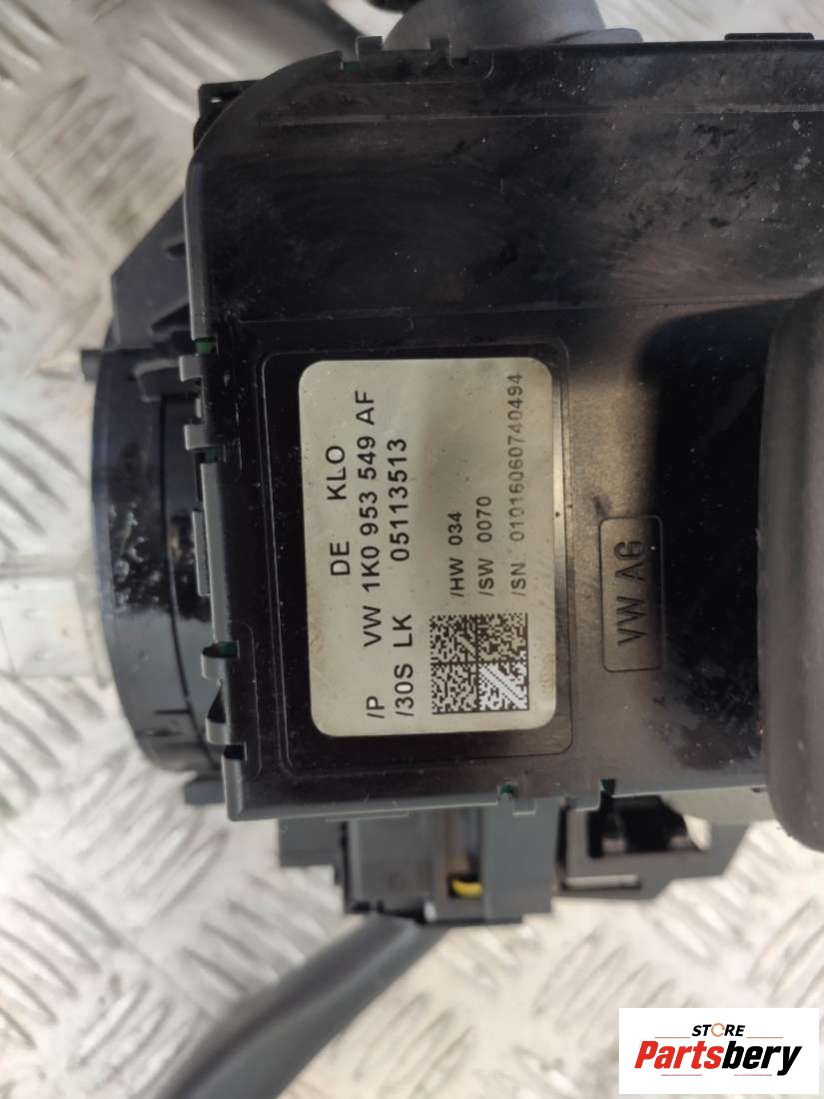 DE KLO
/P VW 1K0 953 549 AF
/30S LK 05113513
/HW 034
/SW 0070
/SN: 01016060740494
VW AG
STORE
Partsbery